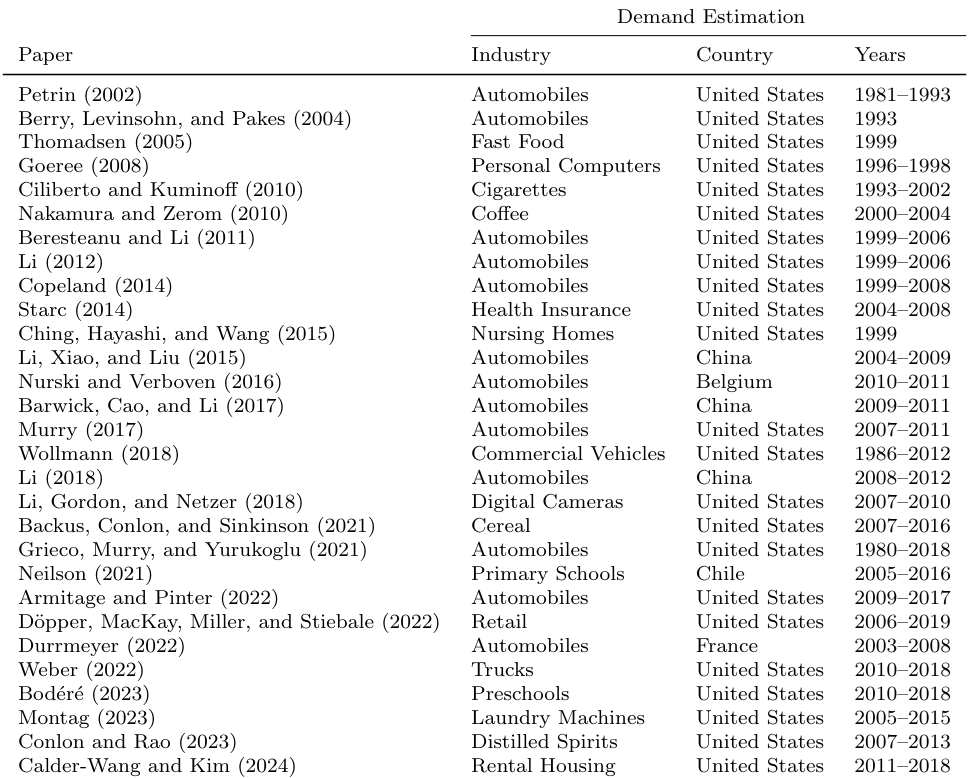 Demand Estimation
Paper Industry Country Years
Petrin (2002) Automobiles United States 1981–1993
Berry, Levinsohn, and Pakes (2004) Automobiles United States 1993
Thomadsen (2005) Fast Food United States 1999
Goeree (2008) Personal Computers United States 1996–1998
Ciliberto and Kuminoff (2010) Cigarettes United States 1993–2002
Nakamura and Zerom (2010) Coffee United States 2000–2004
Beresteanu and Li (2011) Automobiles United States 1999–2006
Li (2012) Automobiles United States 1999–2006
Copeland (2014) Automobiles United States 1999–2008
Starc (2014) Health Insurance United States 2004–2008
Ching, Hayashi, and Wang (2015) Nursing Homes United States 1999
Li, Xiao, and Liu (2015) Automobiles China 2004–2009
Nurski and Verboven (2016) Automobiles Belgium 2010–2011
Barwick, Cao, and Li (2017) Automobiles China 2009–2011
Murry (2017) Automobiles United States 2007–2011
Wollmann (2018) Commercial Vehicles United States 1986–2012
Li (2018) Automobiles China 2008–2012
Li, Gordon, and Netzer (2018) Digital Cameras United States 2007–2010
Backus, Conlon, and Sinkinson (2021) Cereal United States 2007–2016
Grieco, Murry, and Yurukoglu (2021) Automobiles United States 1980–2018
Neilson (2021) Primary Schools Chile 2005–2016
Armitage and Pinter (2022) Automobiles United States 2009–2017
Döpper, MacKay, Miller, and Stiebale (2022) Retail United States 2006–2019
Durrmeyer (2022) Automobiles France 2003–2008
Weber (2022) Trucks United States 2010–2018
Bodéré (2023) Preschools United States 2010–2018
Montag (2023) Laundry Machines United States 2005–2015
Conlon and Rao (2023) Distilled Spirits United States 2007–2013
Calder-Wang and Kim (2024) Rental Housing United States 2011–2018